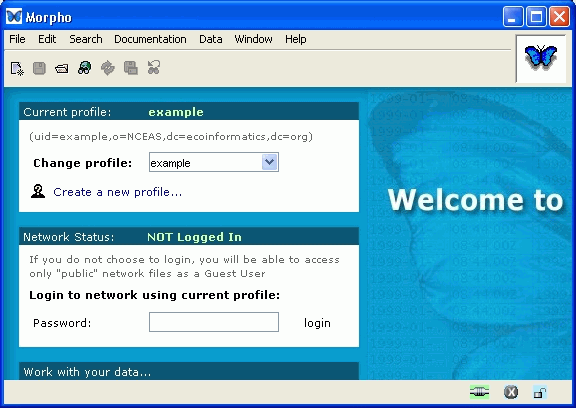 Morpho
File Edit Search Documentation Data Window Help
Current profile: example
(uid=example,o=NCEAS,dc=ecoinformatics,dc=org)
Change profile: example
Create a new profile...
Welcome to
Network Status: NOT Logged In
If you do not choose to login, you will be able to access
only "public" network files as a Guest User
Login to network using current profile:
Password: login
Work with your data...